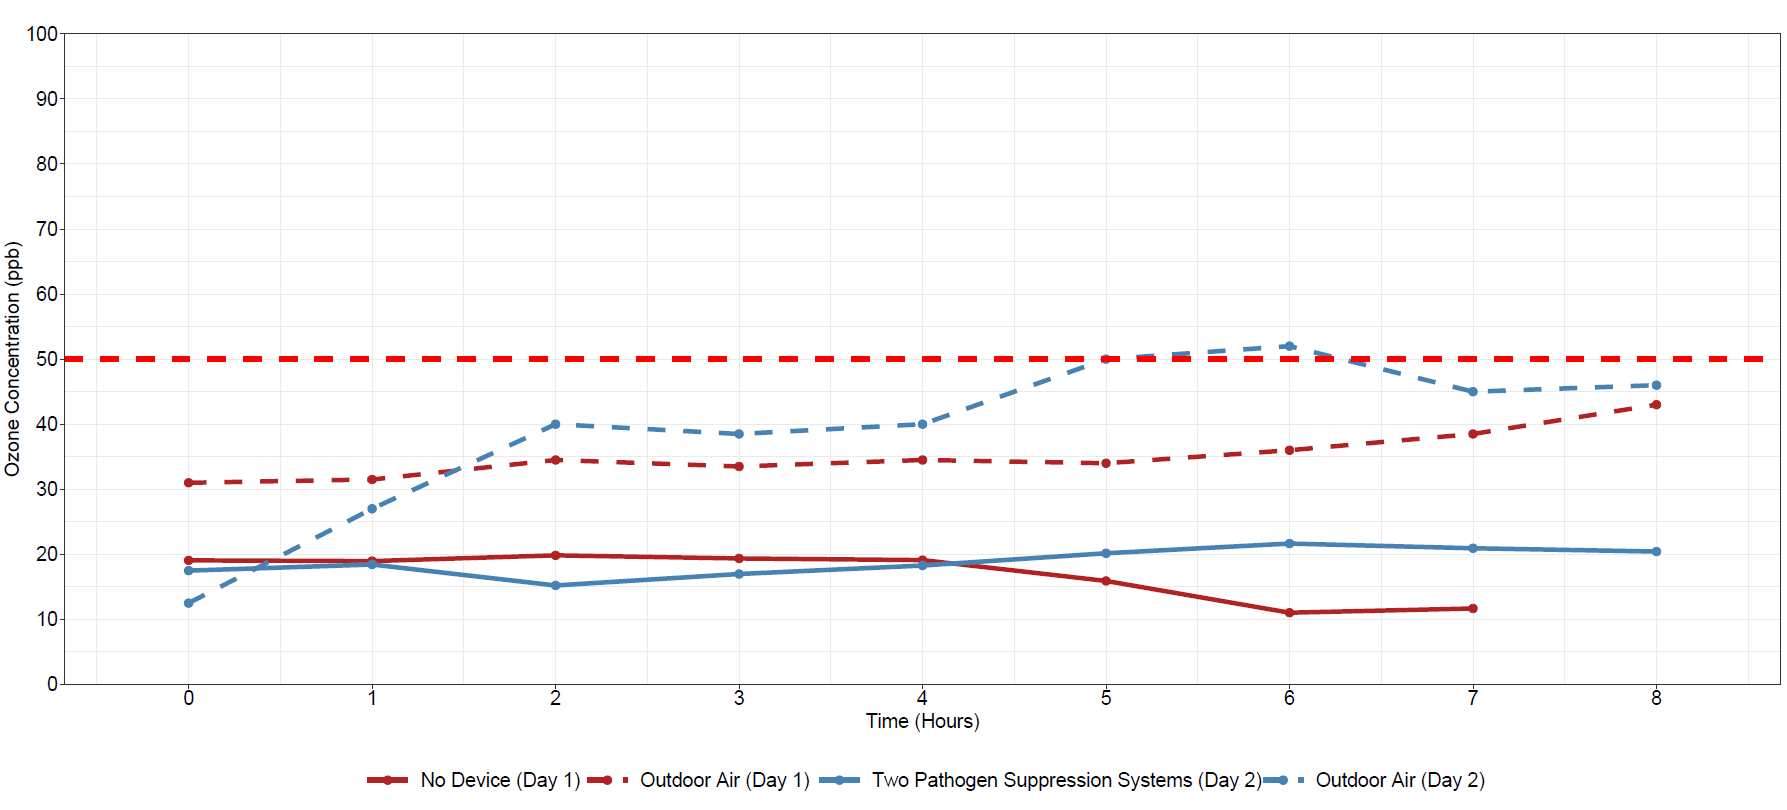 100
90
80
70
60
50
40
30
20
10
0
Ozone Concentration (ppb)
0 1 2 3 4 5 6 7 8
Time (Hours)
No Device (Day 1) Outdoor Air (Day 1) Two Pathogen Suppression Systems (Day 2) Outdoor Air (Day 2)